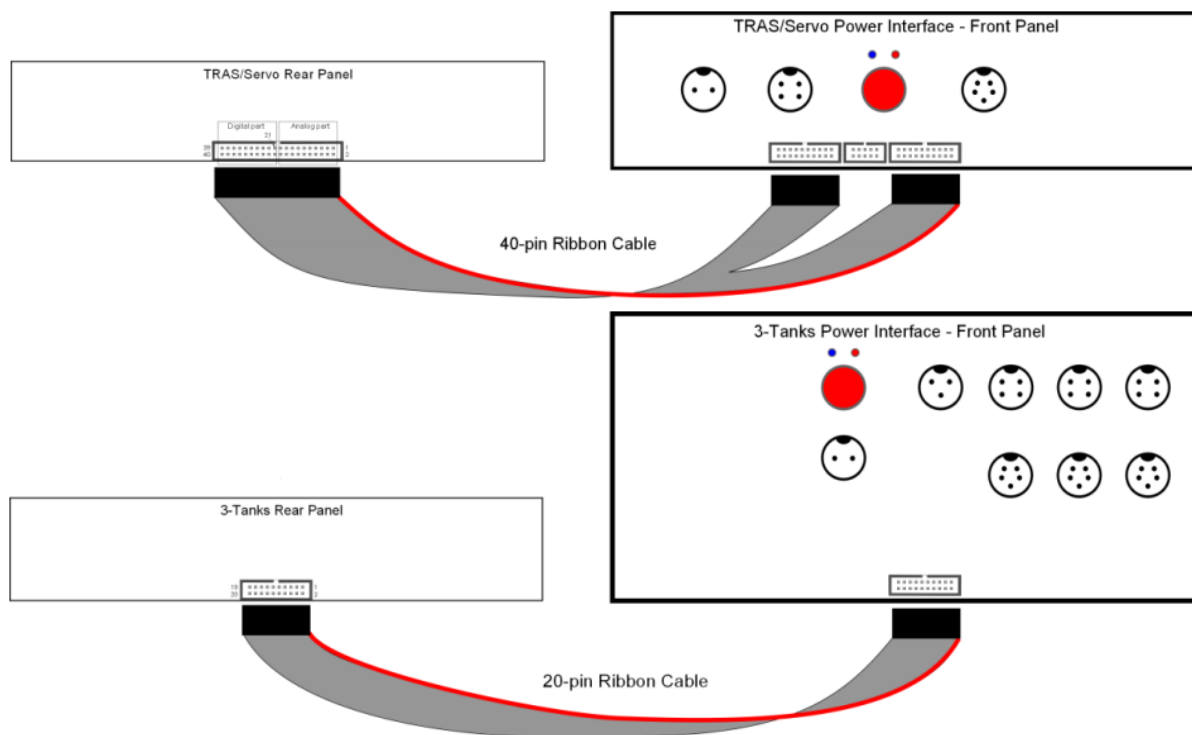 TRAS/Servo Power Interface - Front Panel
TRAS/Servo Rear Panel
Digital part
Analog part
21
39
1
40
2
40-pin Ribbon Cable
3-Tanks Power Interface - Front Panel
3-Tanks Rear Panel
19
1
20
2
20-pin Ribbon Cable